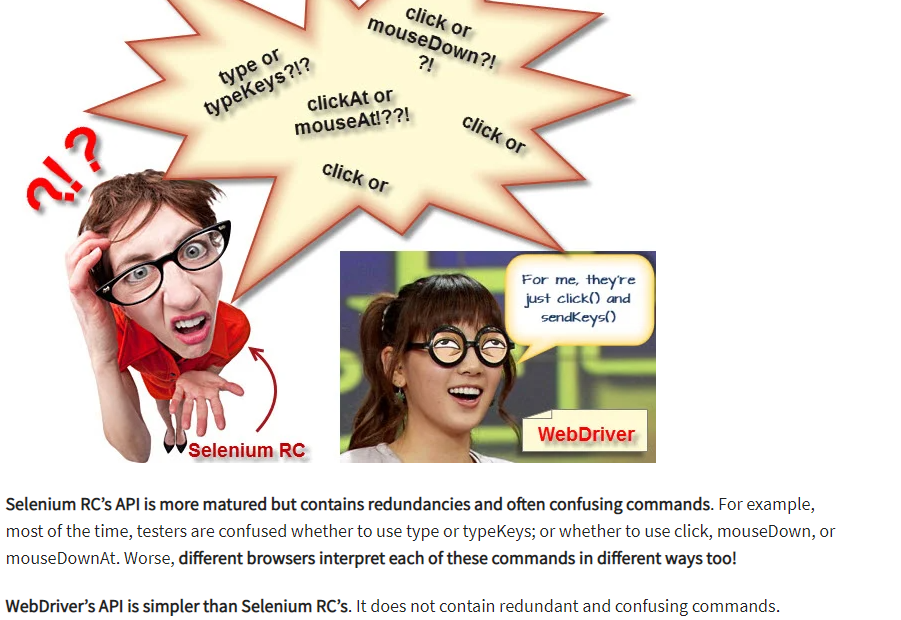 click or
mouseDown?!
?!
type or
typeKeys?!?
clickAt or
mouseAt!??!
click or
click or
?!?
For me, they're
just click() and
sendKeys()
WebDriver
Selenium RC
Selenium RC’s API is more matured but contains redundancies and often confusing commands. For example,
most of the time, testers are confused whether to use type or typeKeys; or whether to use click, mouseDown, or
mouseDownAt. Worse, different browsers interpret each of these commands in different ways too!
WebDriver’s API is simpler than Selenium RC’s. It does not contain redundant and confusing commands.